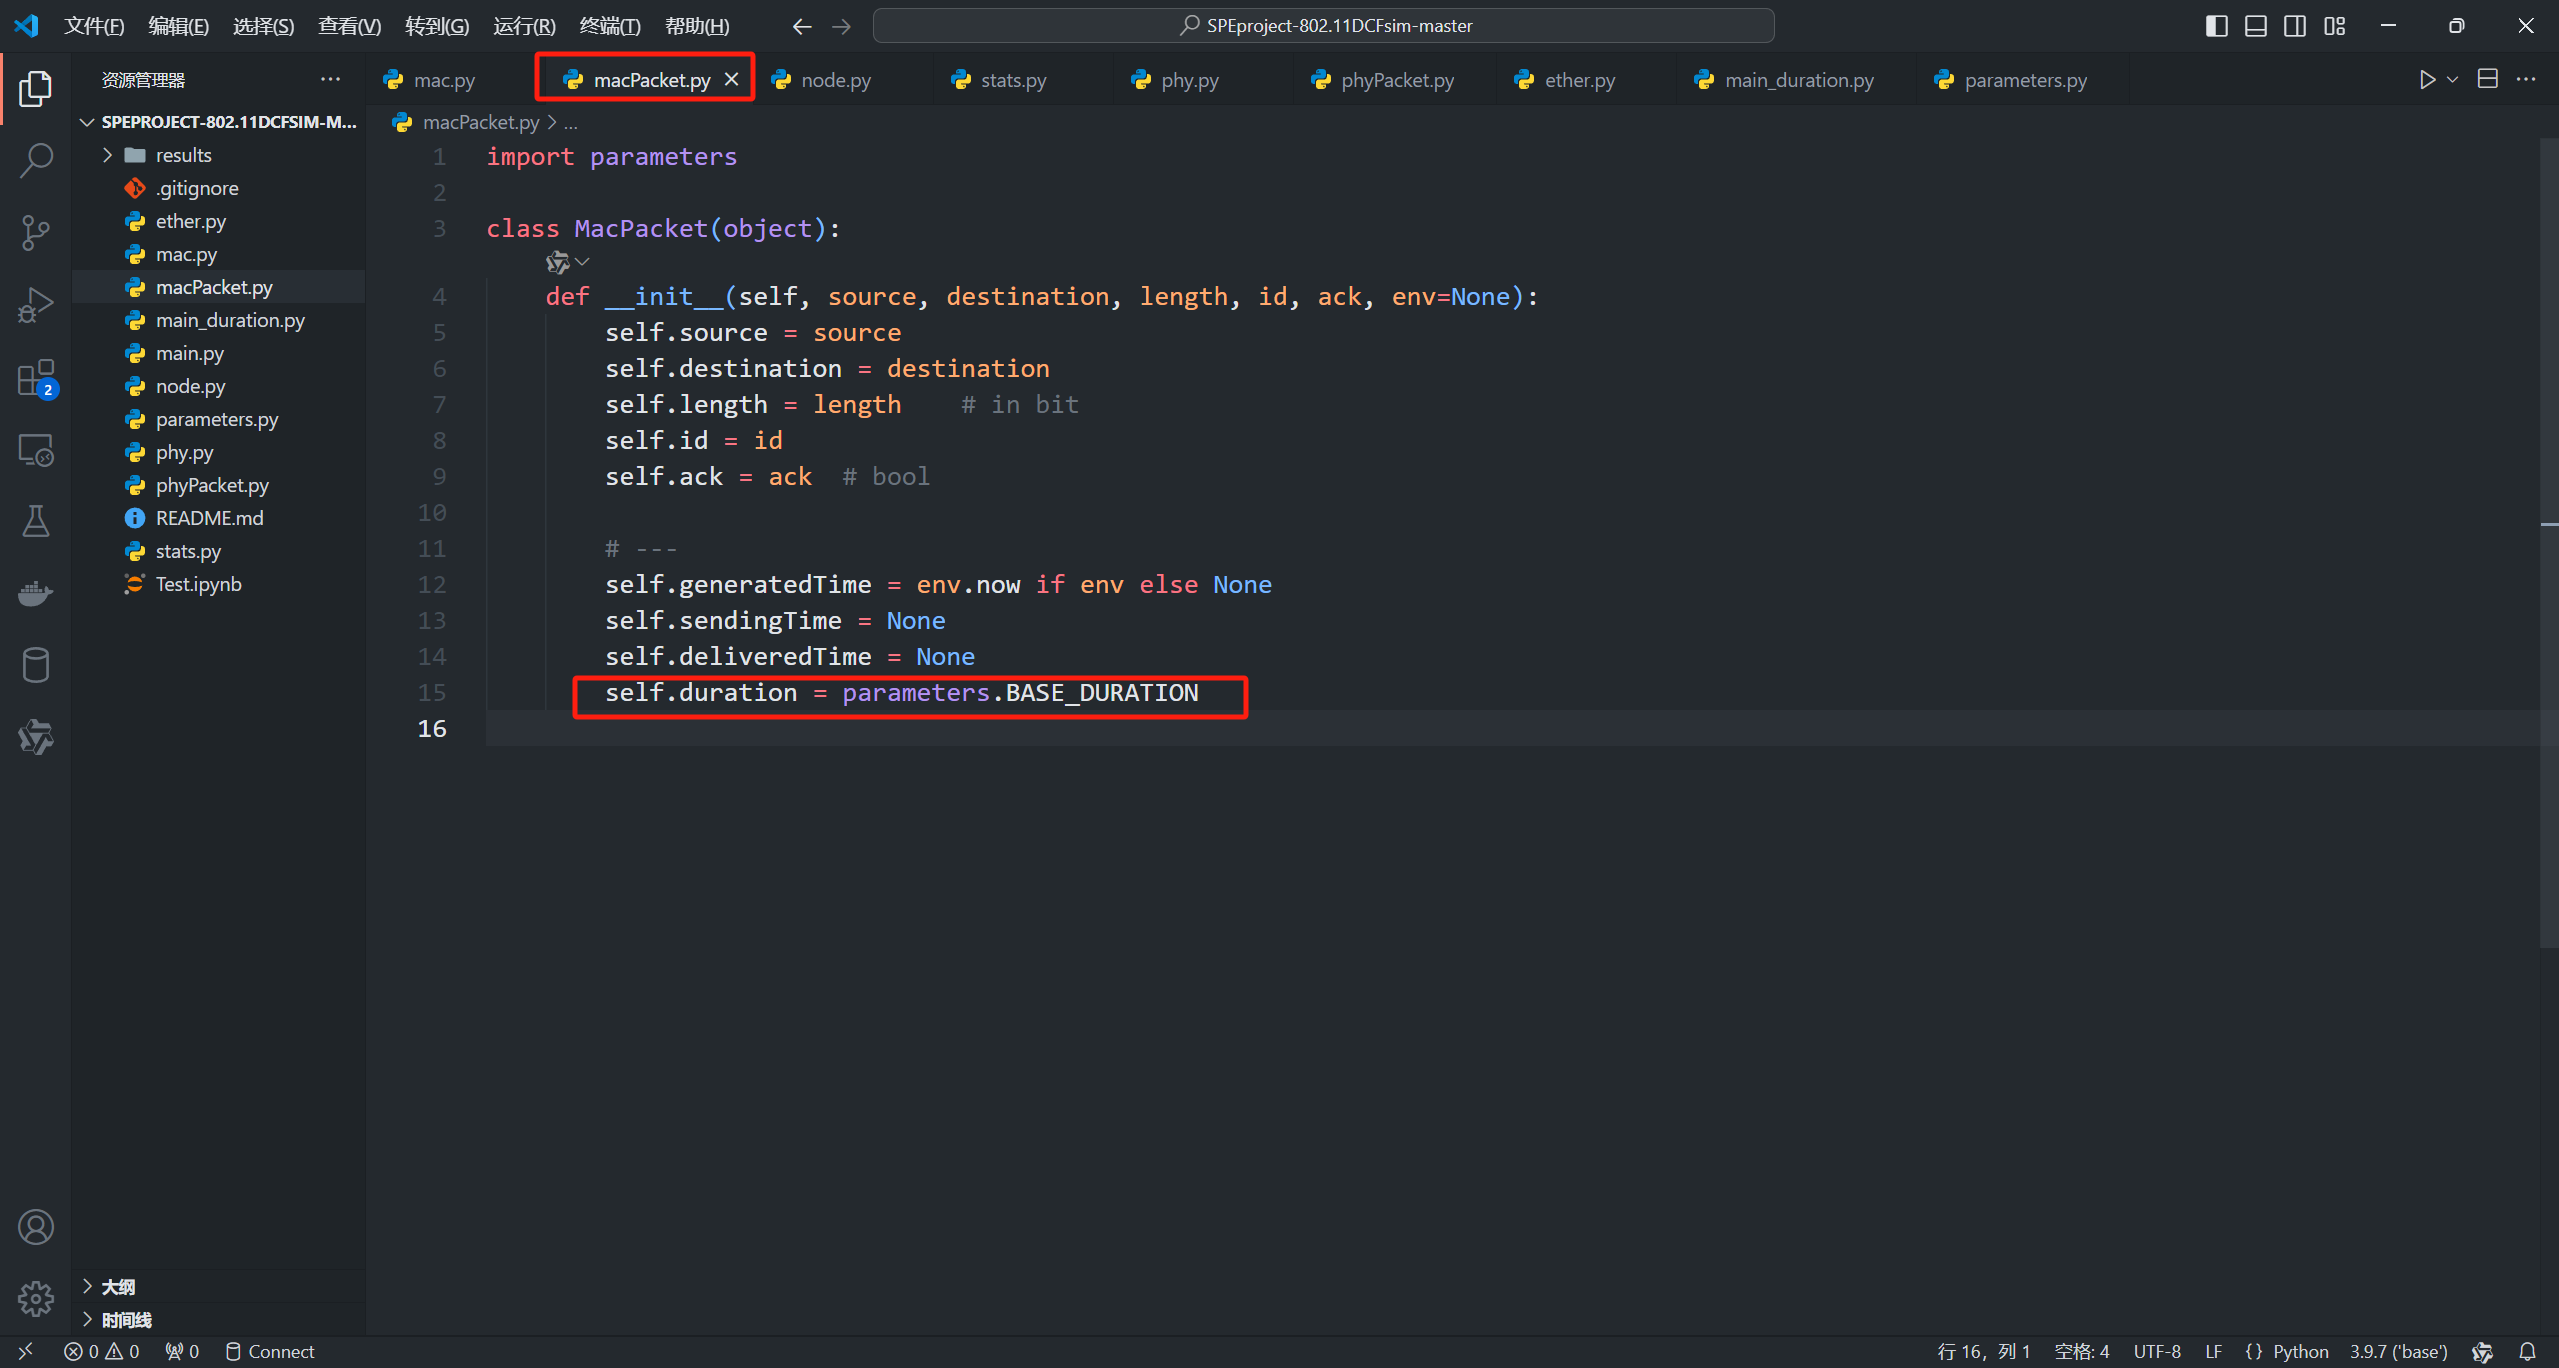 文件(F) 编辑(E) 选择(S) 查看(V) 转到(G) 运行(R) 终端(T) 帮助(H) SPEproject-802.11DCFsim-master
资源管理器 mac.py macPacket.py node.py stats.py phy.py phyPacket.py ether.py main_duration.py parameters.py
SPEPROJECT-802.11DCFSIM-M...
results
.gitignore
ether.py
mac.py
macPacket.py
main_duration.py
main.py
node.py
parameters.py
phy.py
phyPacket.py
README.md
stats.py
Test.ipynb
大纲
时间线
2
macPacket.py > ...
1 import parameters
2
3 class MacPacket(object):
4 def __init__(self, source, destination, length, id, ack, env=None):
5 self.source = source
6 self.destination = destination
7 self.length = length # in bit
8 self.id = id
9 self.ack = ack # bool
10
11 # ---
12 self.generatedTime = env.now if env else None
13 self.sendingTime = None
14 self.deliveredTime = None
15 self.duration = parameters.BASE_DURATION
16
0 0 0 Connect 行 16, 列 1 空格: 4 UTF-8 LF {} Python 3.9.7 ('base')